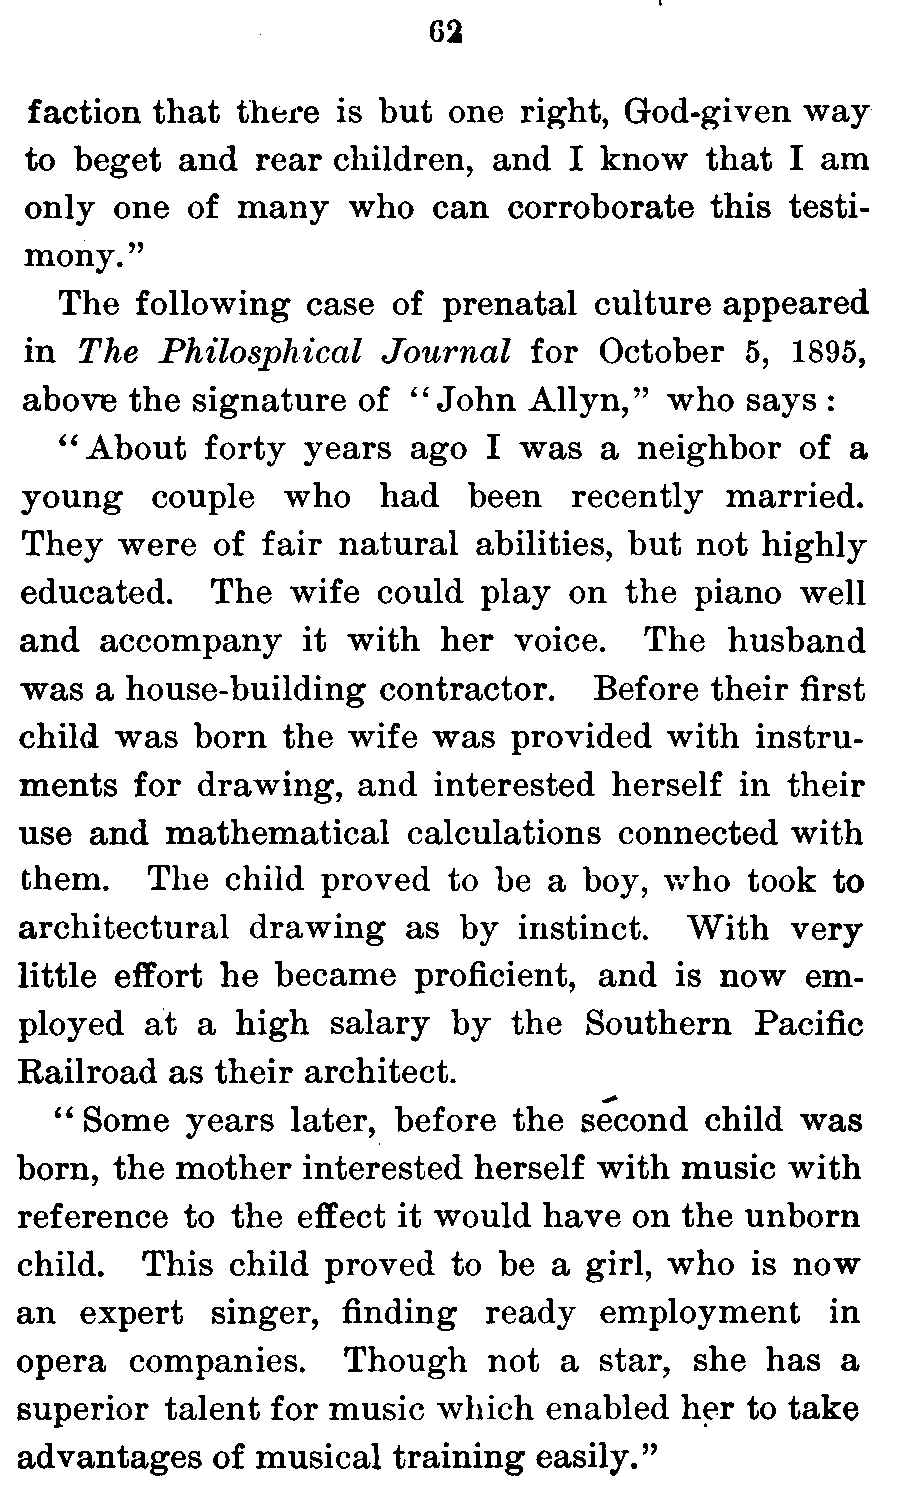 62
faction that there is but one right, God-given way
to beget and rear children, and I know that I am
only one of many who can corroborate this testi-
mony.”
The following case of prenatal culture appeared
in The Philosphical Journal for October 5, 1895,
above the signature of “John Allyn,” who says :
“About forty years ago I was a neighbor of a
young couple who had been recently married.
They were of fair natural abilities, but not highly
educated. The wife could play on the piano well
and accompany it with her voice. The husband
was a house-building contractor. Before their first
child was born the wife was provided with instru-
ments for drawing, and interested herself in their
use and mathematical calculations connected with
them. The child proved to be a boy, who took to
architectural drawing as by instinct. With very
little effort he became proficient, and is now em-
ployed at a high salary by the Southern Pacific
Railroad as their architect.
“Some years later, before the second child was
born, the mother interested herself with music with
reference to the effect it would have on the unborn
child. This child proved to be a girl, who is now
an expert singer, finding ready employment in
opera companies. Though not a star, she has a
superior talent for music which enabled her to take
advantages of musical training easily.”